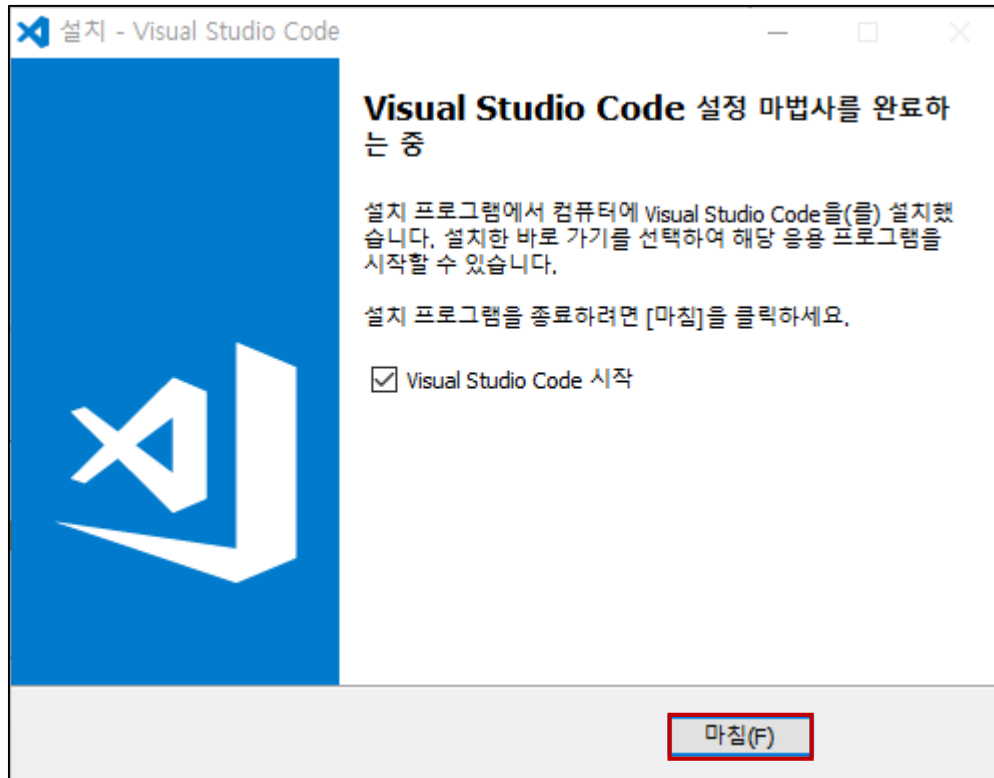 설치 - Visual Studio Code
Visual Studio Code 설정 마법사를 완료하
는 중
설치 프로그램에서 컴퓨터에 Visual Studio Code을(를) 설치했
습니다. 설치한 바로 가기를 선택하여 해당 응용 프로그램을
시작할 수 있습니다.
설치 프로그램을 종료하려면 [마침]을 클릭하세요.
Visual Studio Code 시작
마침(F)